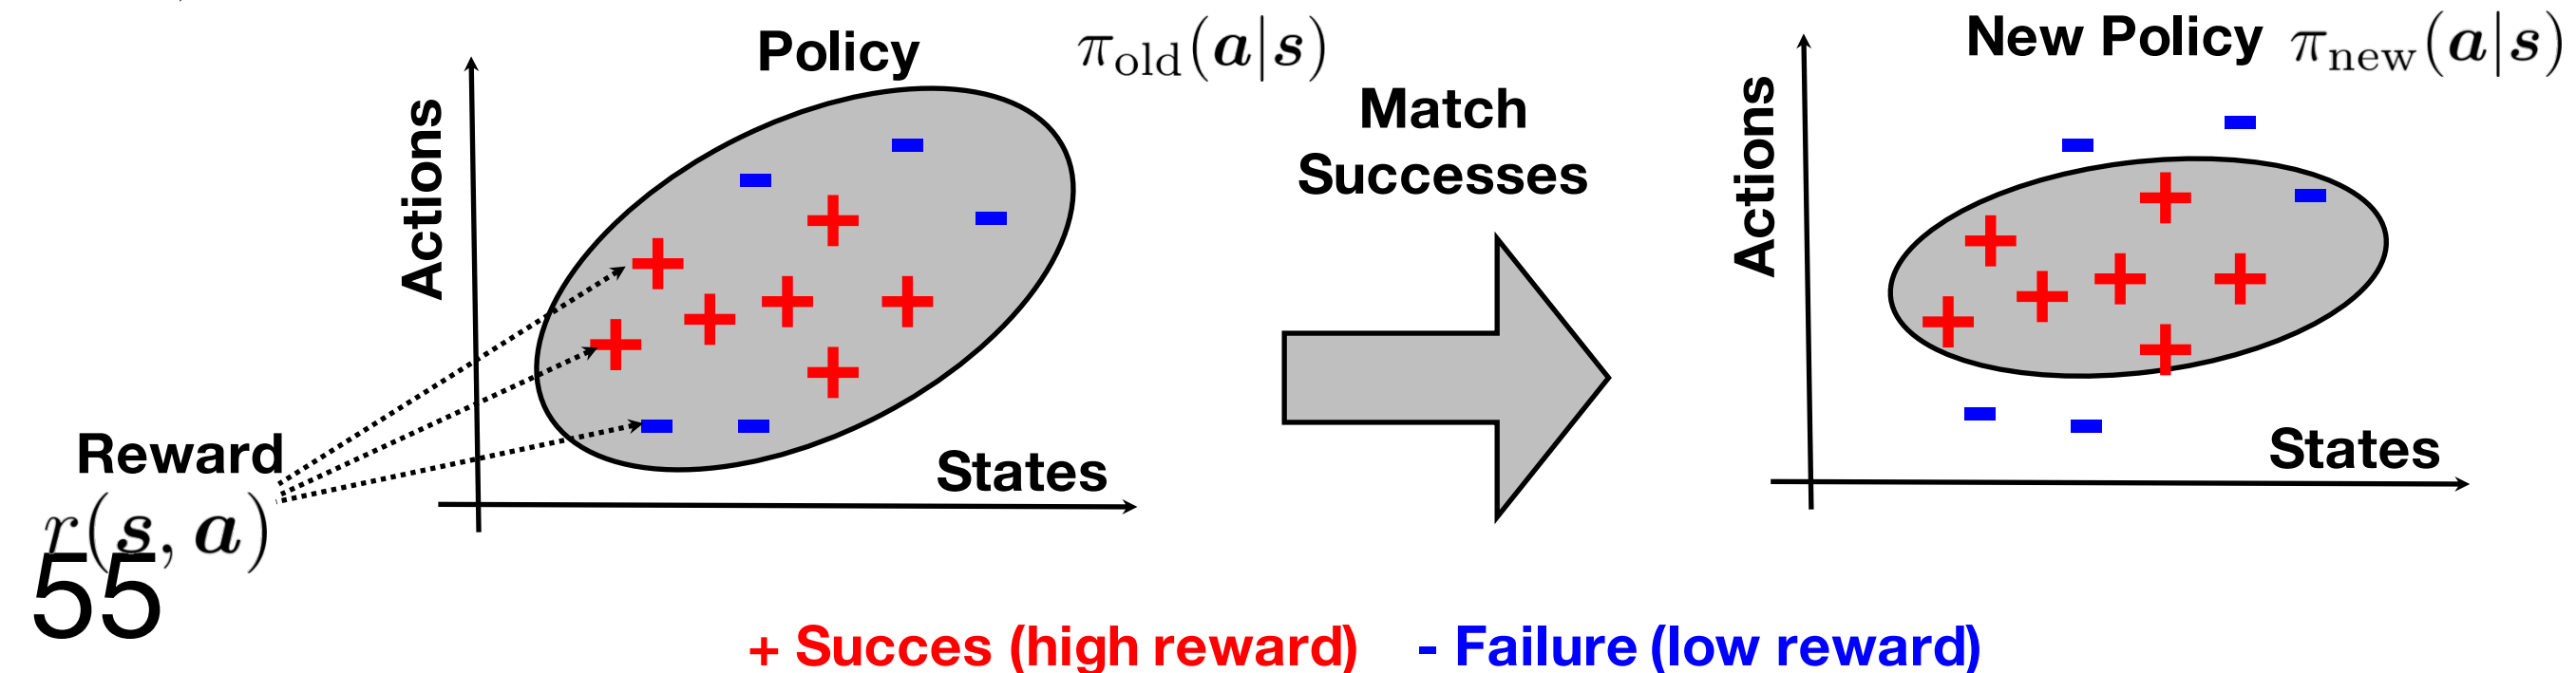 Policy
π_old(a|s)
Actions
States
Reward
r(s, a)
55
Match
Successes
New Policy π_new(a|s)
Actions
States
+ Succes (high reward) - Failure (low reward)